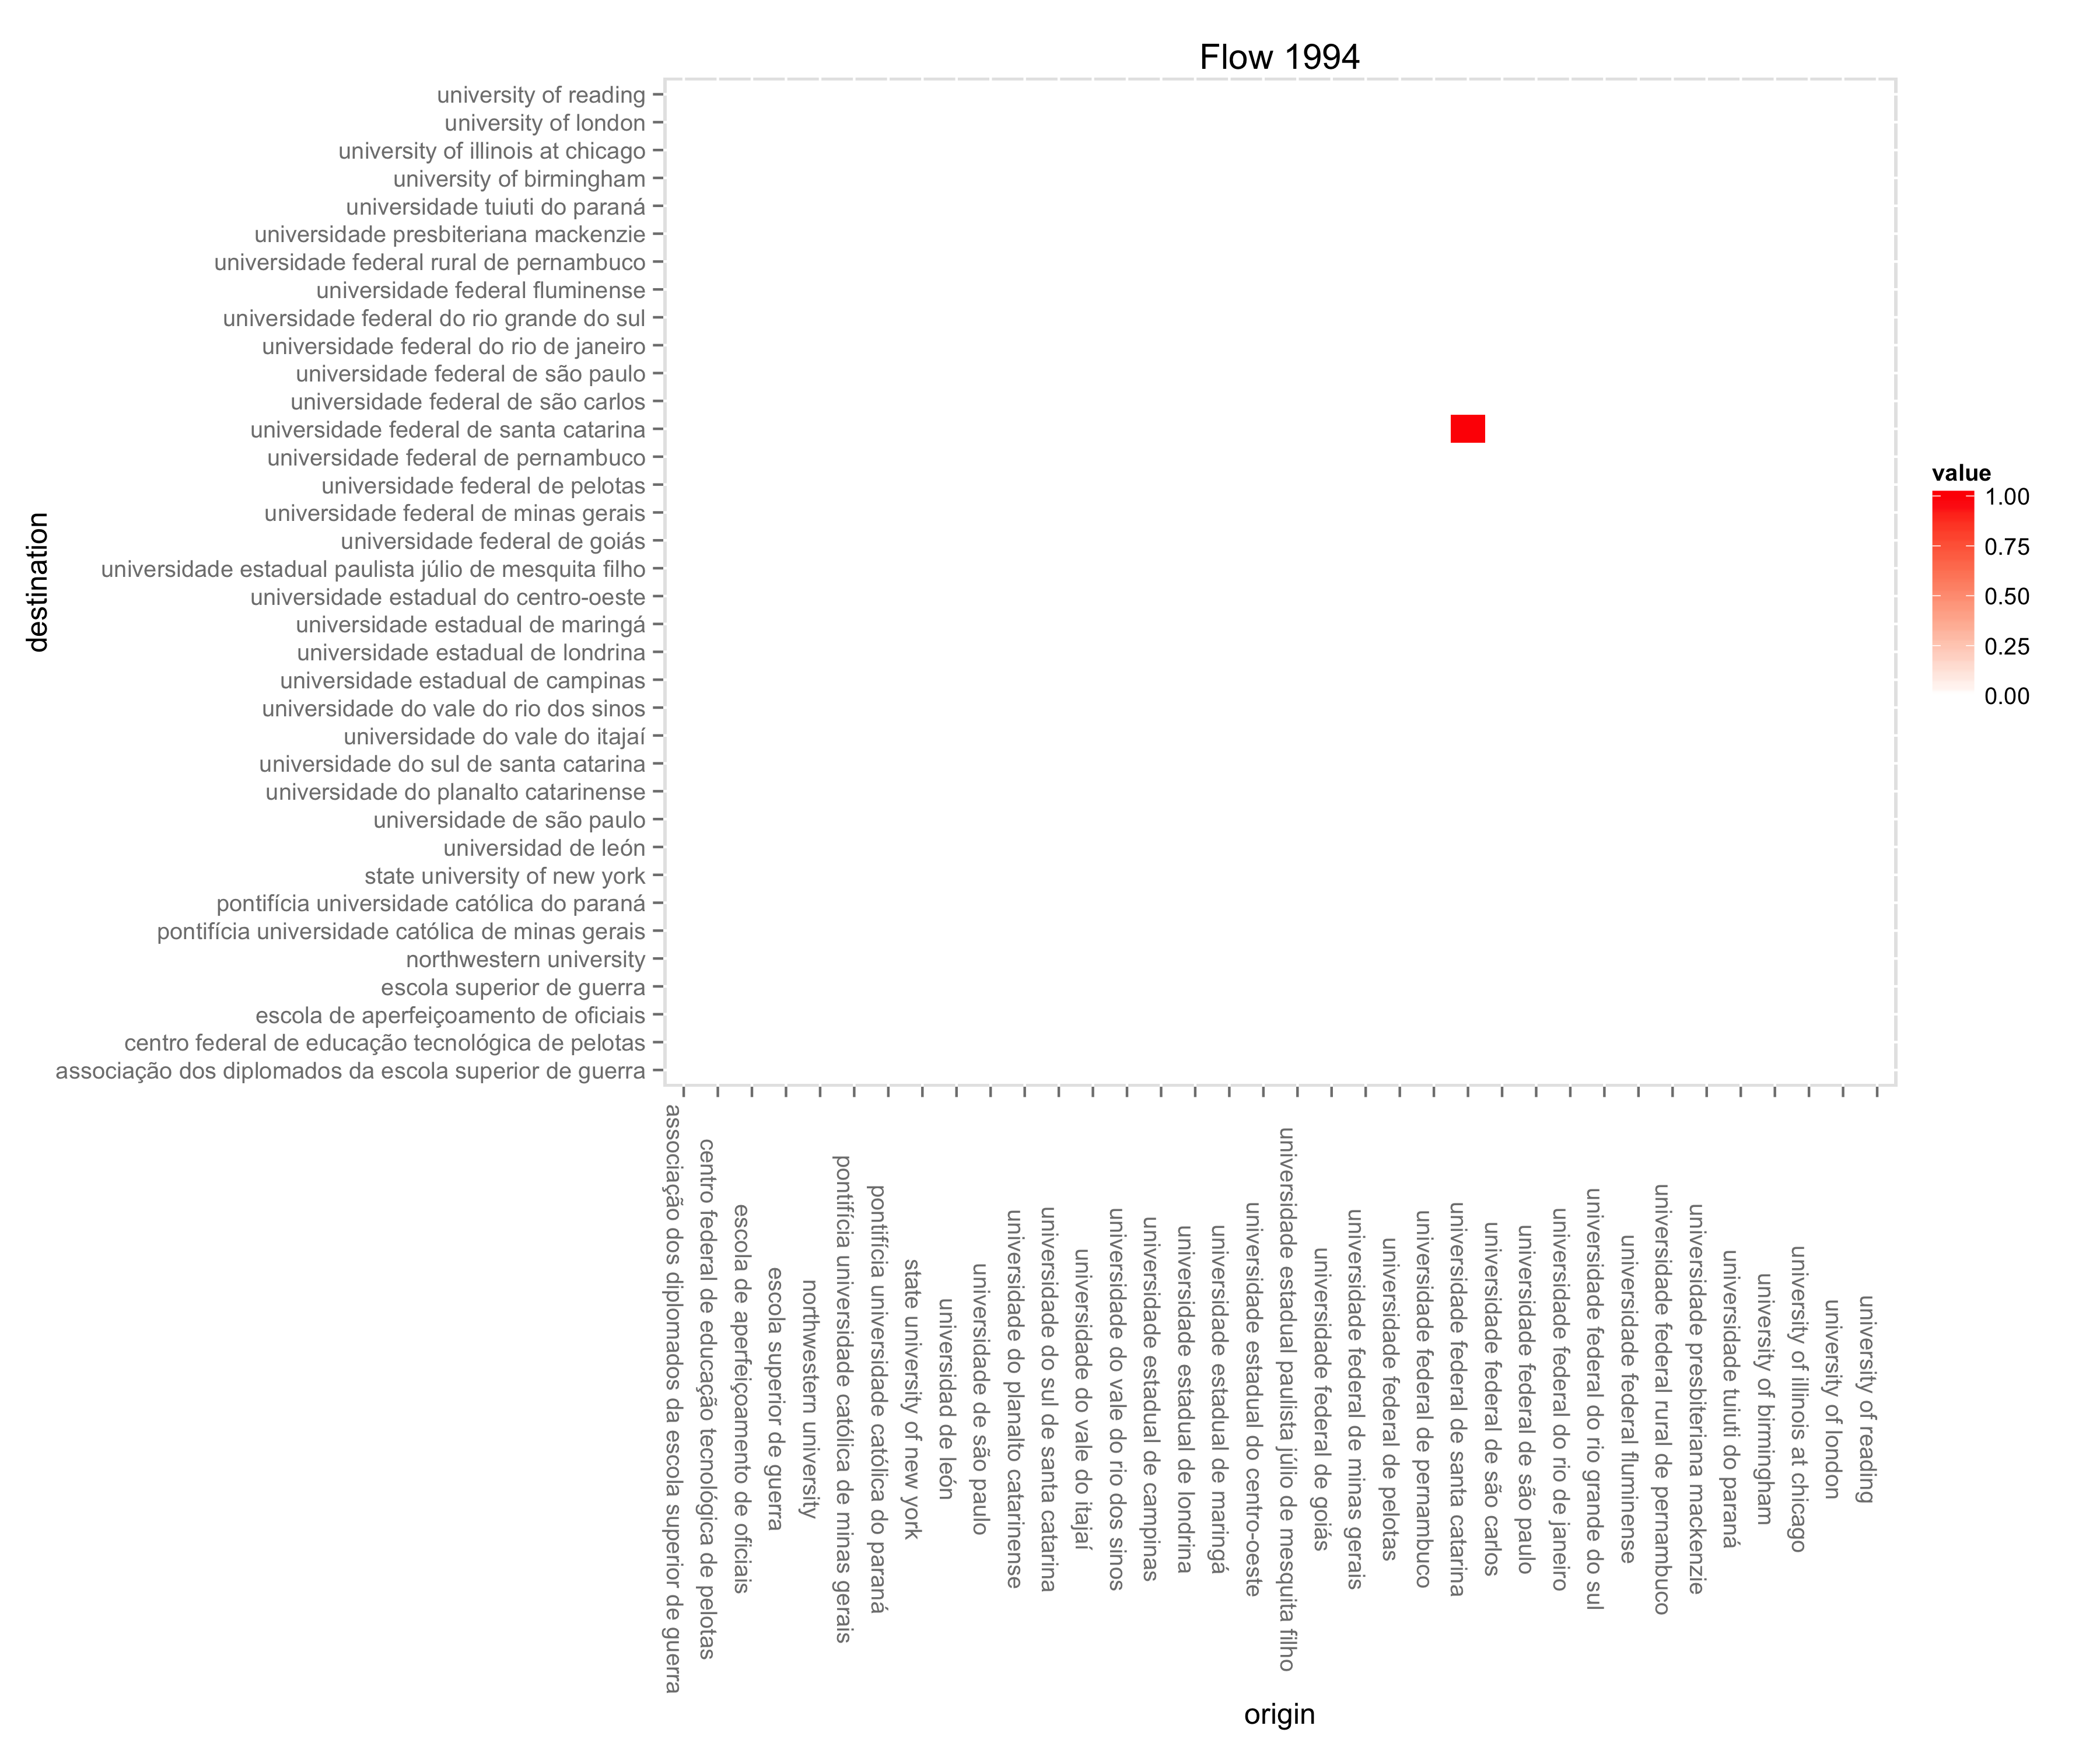 Flow 1994
destination
university of reading
university of london
university of illinois at chicago
university of birmingham
universidade tuiuti do paraná
universidade presbiteriana mackenzie
universidade federal rural de pernambuco
universidade federal fluminense
universidade federal do rio grande do sul
universidade federal do rio de janeiro
universidade federal de são paulo
universidade federal de são carlos
universidade federal de santa catarina
universidade federal de pernambuco
universidade federal de pelotas
universidade federal de minas gerais
universidade federal de goiás
universidade estadual paulista júlio de mesquita filho
universidade estadual do centro-oeste
universidade estadual de maringá
universidade estadual de londrina
universidade estadual de campinas
universidade do vale do rio dos sinos
universidade do vale do itajaí
universidade do sul de santa catarina
universidade do planalto catarinense
universidade de são paulo
universidad de león
state university of new york
pontifícia universidade católica do paraná
pontifícia universidade católica de minas gerais
northwestern university
escola superior de guerra
escola de aperfeiçoamento de oficiais
centro federal de educação tecnológica de pelotas
associação dos diplomados da escola superior de guerra
value
1.00
0.75
0.50
0.25
0.00
associação dos diplomados da escola superior de guerra
centro federal de educação tecnológica de pelotas
escola de aperfeiçoamento de oficiais
escola superior de guerra
northwestern university
pontifícia universidade católica de minas gerais
pontifícia universidade católica do paraná
state university of new york
universidad de león
universidade de são paulo
universidade do planalto catarinense
universidade do sul de santa catarina
universidade do vale do itajaí
universidade do vale do rio dos sinos
universidade estadual de campinas
universidade estadual de londrina
universidade estadual de maringá
universidade estadual do centro-oeste
universidade estadual paulista júlio de mesquita filho
universidade federal de goiás
universidade federal de minas gerais
universidade federal de pelotas
universidade federal de pernambuco
universidade federal de santa catarina
universidade federal de são carlos
universidade federal de são paulo
universidade federal do rio de janeiro
universidade federal do rio grande do sul
universidade federal fluminense
universidade federal rural de pernambuco
universidade presbiteriana mackenzie
universidade tuiuti do paraná
university of birmingham
university of illinois at chicago
university of london
university of reading
origin